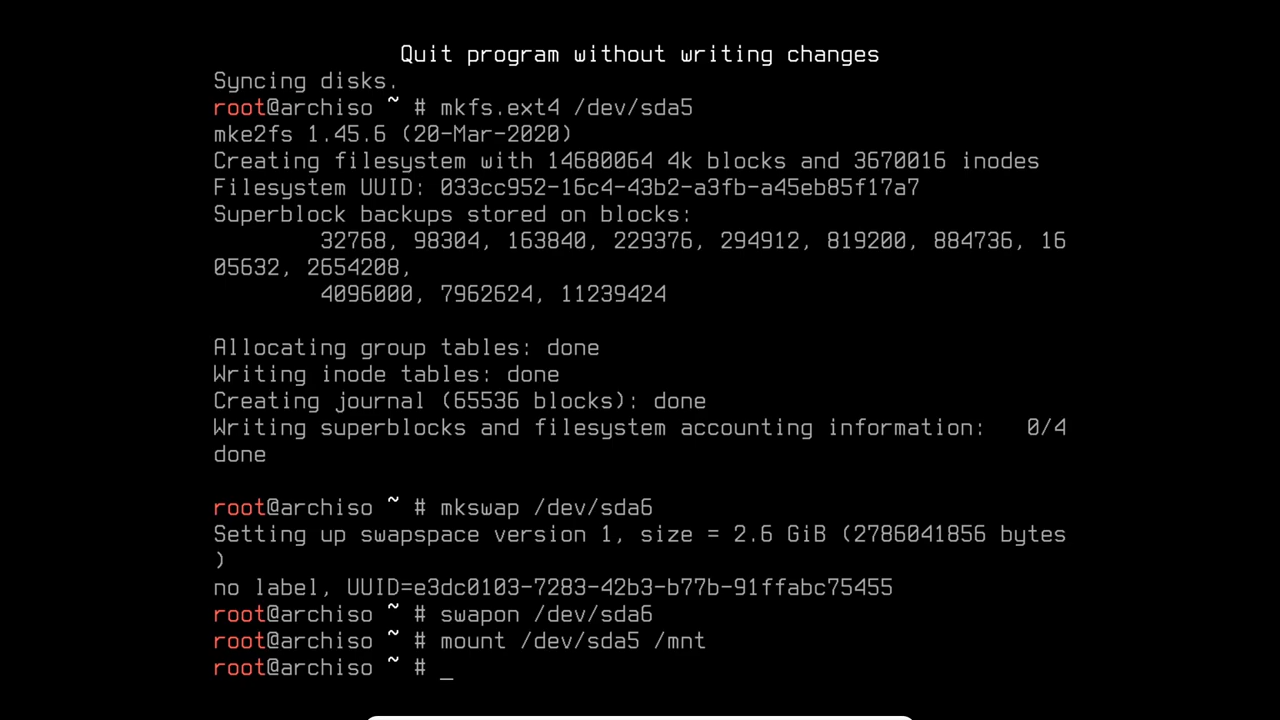 Quit program without writing changes
Syncing disks.
root@archiso ~ # mkfs.ext4 /dev/sda5
mke2fs 1.45.6 (20-Mar-2020)
Creating filesystem with 14680064 4k blocks and 3670016 inodes
Filesystem UUID: 033cc952-16c4-43b2-a3fb-a45eb85f17a7
Superblock backups stored on blocks:
        32768, 98304, 163840, 229376, 294912, 819200, 884736, 16
05632, 2654208,
        4096000, 7962624, 11239424
Allocating group tables: done
Writing inode tables: done
Creating journal (65536 blocks): done
Writing superblocks and filesystem accounting information:   0/4
done
root@archiso ~ # mkswap /dev/sda6
Setting up swapspace version 1, size = 2.6 GiB (2786041856 bytes
)
no label, UUID=e3dc0103-7283-42b3-b77b-91ffabc75455
root@archiso ~ # swapon /dev/sda6
root@archiso ~ # mount /dev/sda5 /mnt
root@archiso ~ # _